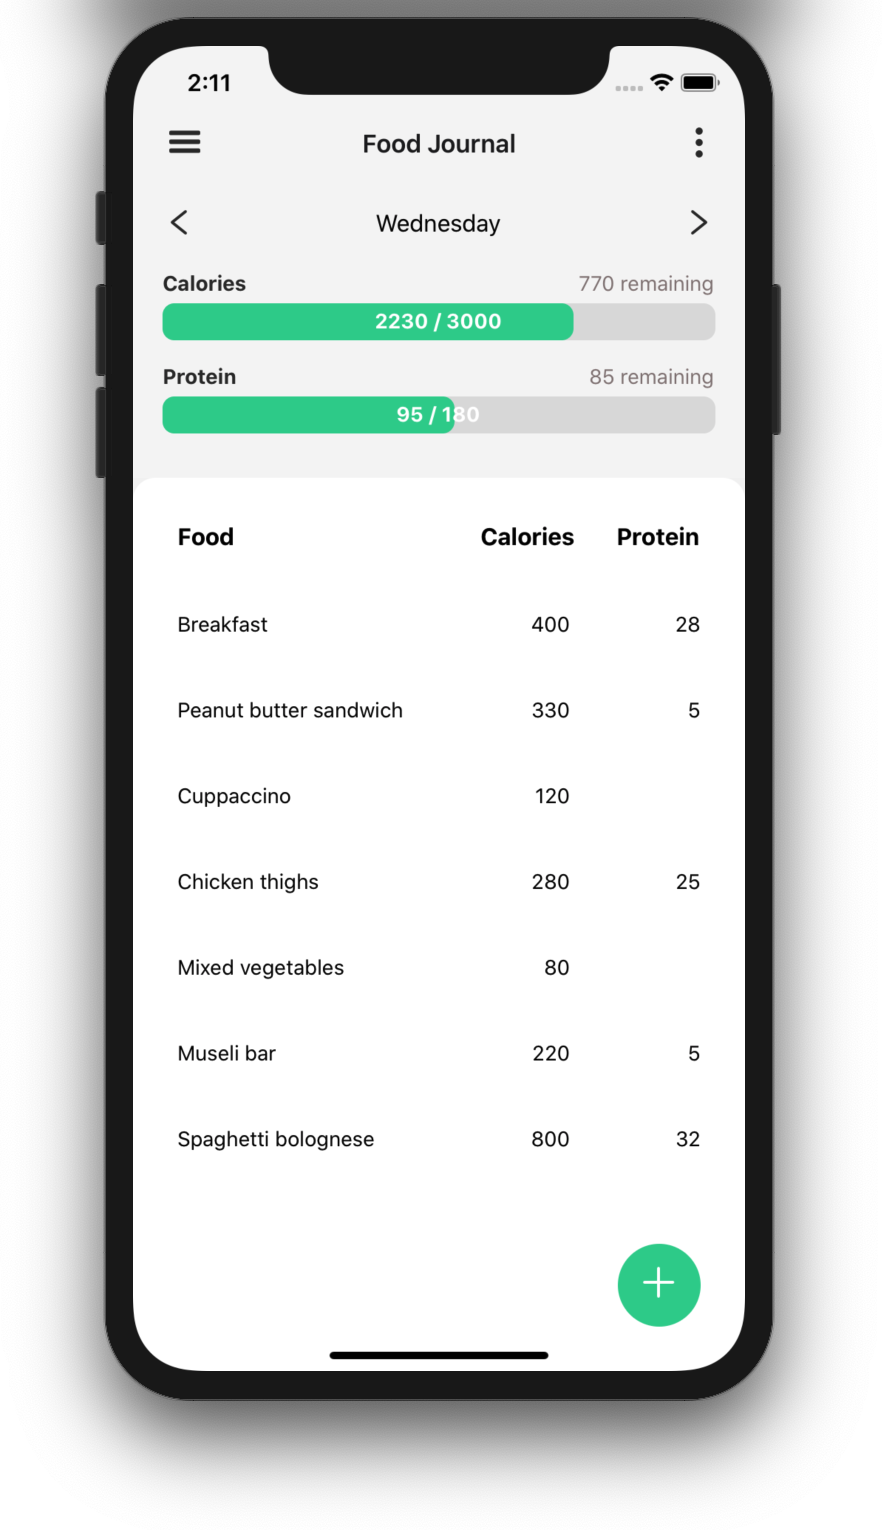 2:11
Food Journal
Wednesday
Calories 770 remaining
2230 / 3000
Protein 85 remaining
95 / 180
Food Calories Protein
Breakfast 400 28
Peanut butter sandwich 330 5
Cuppaccino 120
Chicken thighs 280 25
Mixed vegetables 80
Museli bar 220 5
Spaghetti bolognese 800 32